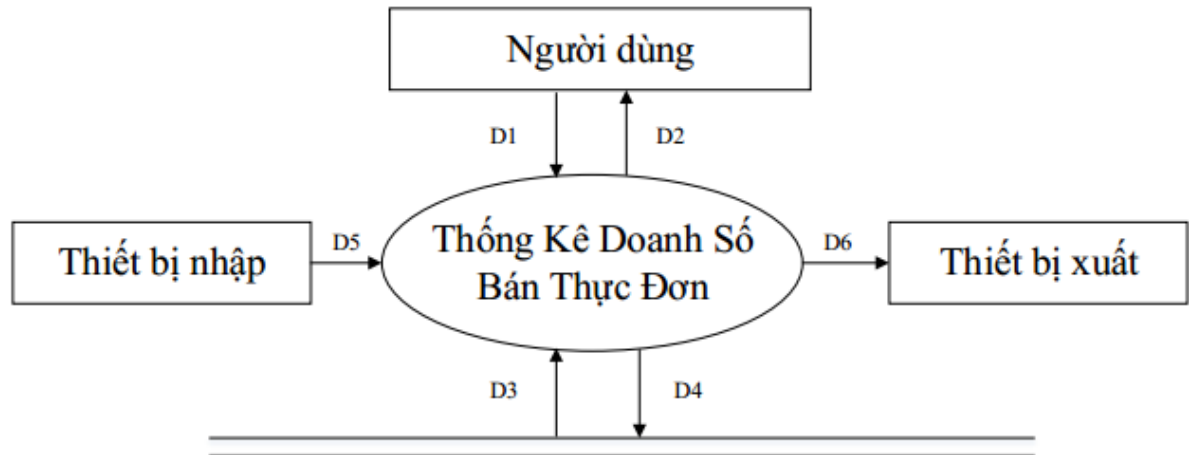 Người dùng
D1
D2
Thiết bị nhập
D5
Thống Kê Doanh Số
Bán Thực Đơn
D6
Thiết bị xuất
D3
D4